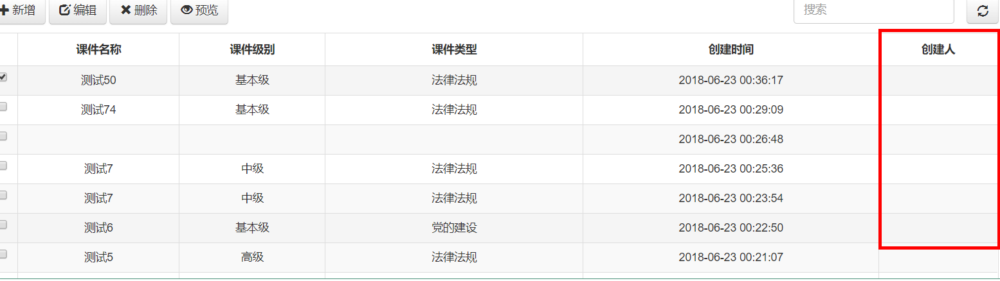 新增 编辑 删除 预览 搜索
课件名称 课件级别 课件类型 创建时间 创建人
测试50 基本级 法律法规 2018-06-23 00:36:17
测试74 基本级 法律法规 2018-06-23 00:29:09
2018-06-23 00:26:48
测试7 中级 法律法规 2018-06-23 00:25:36
测试7 中级 法律法规 2018-06-23 00:23:54
测试6 基本级 党的建设 2018-06-23 00:22:50
测试5 高级 法律法规 2018-06-23 00:21:07